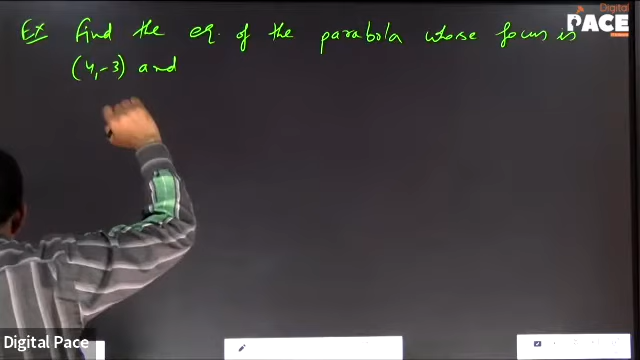 Ex Find the eq. of the parabola whose focus is
(4,-3) and
Digital
PACE
Digital Pace